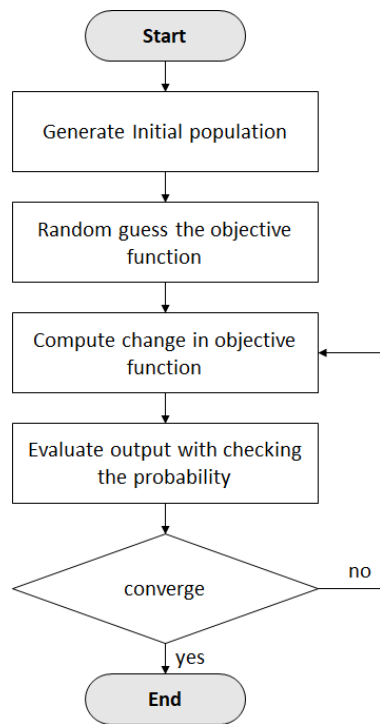 Start
Generate Initial population
Random guess the objective
function
Compute change in objective
function
Evaluate output with checking
the probability
converge
no
yes
End